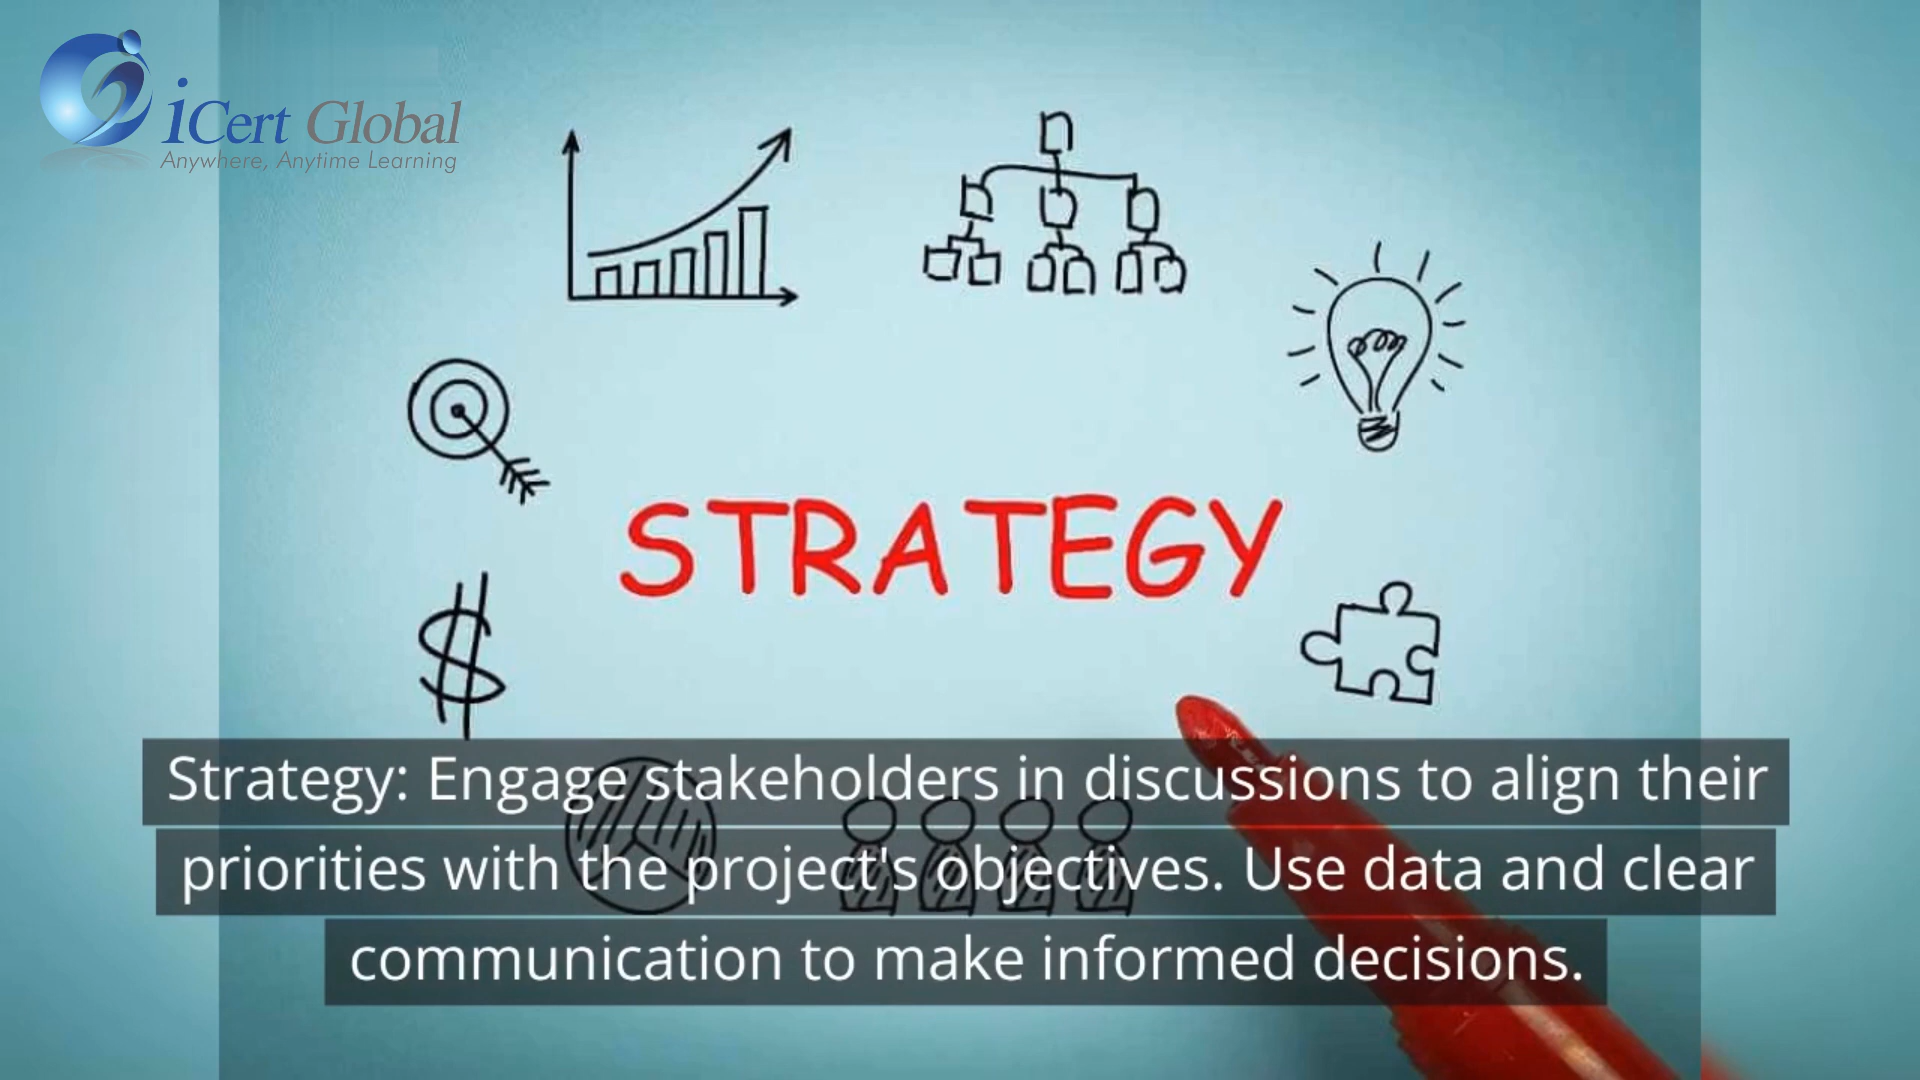 iCert Global
Anywhere, Anytime Learning
STRATEGY
$
Strategy: Engage stakeholders in discussions to align their
priorities with the project's objectives. Use data and clear
communication to make informed decisions.